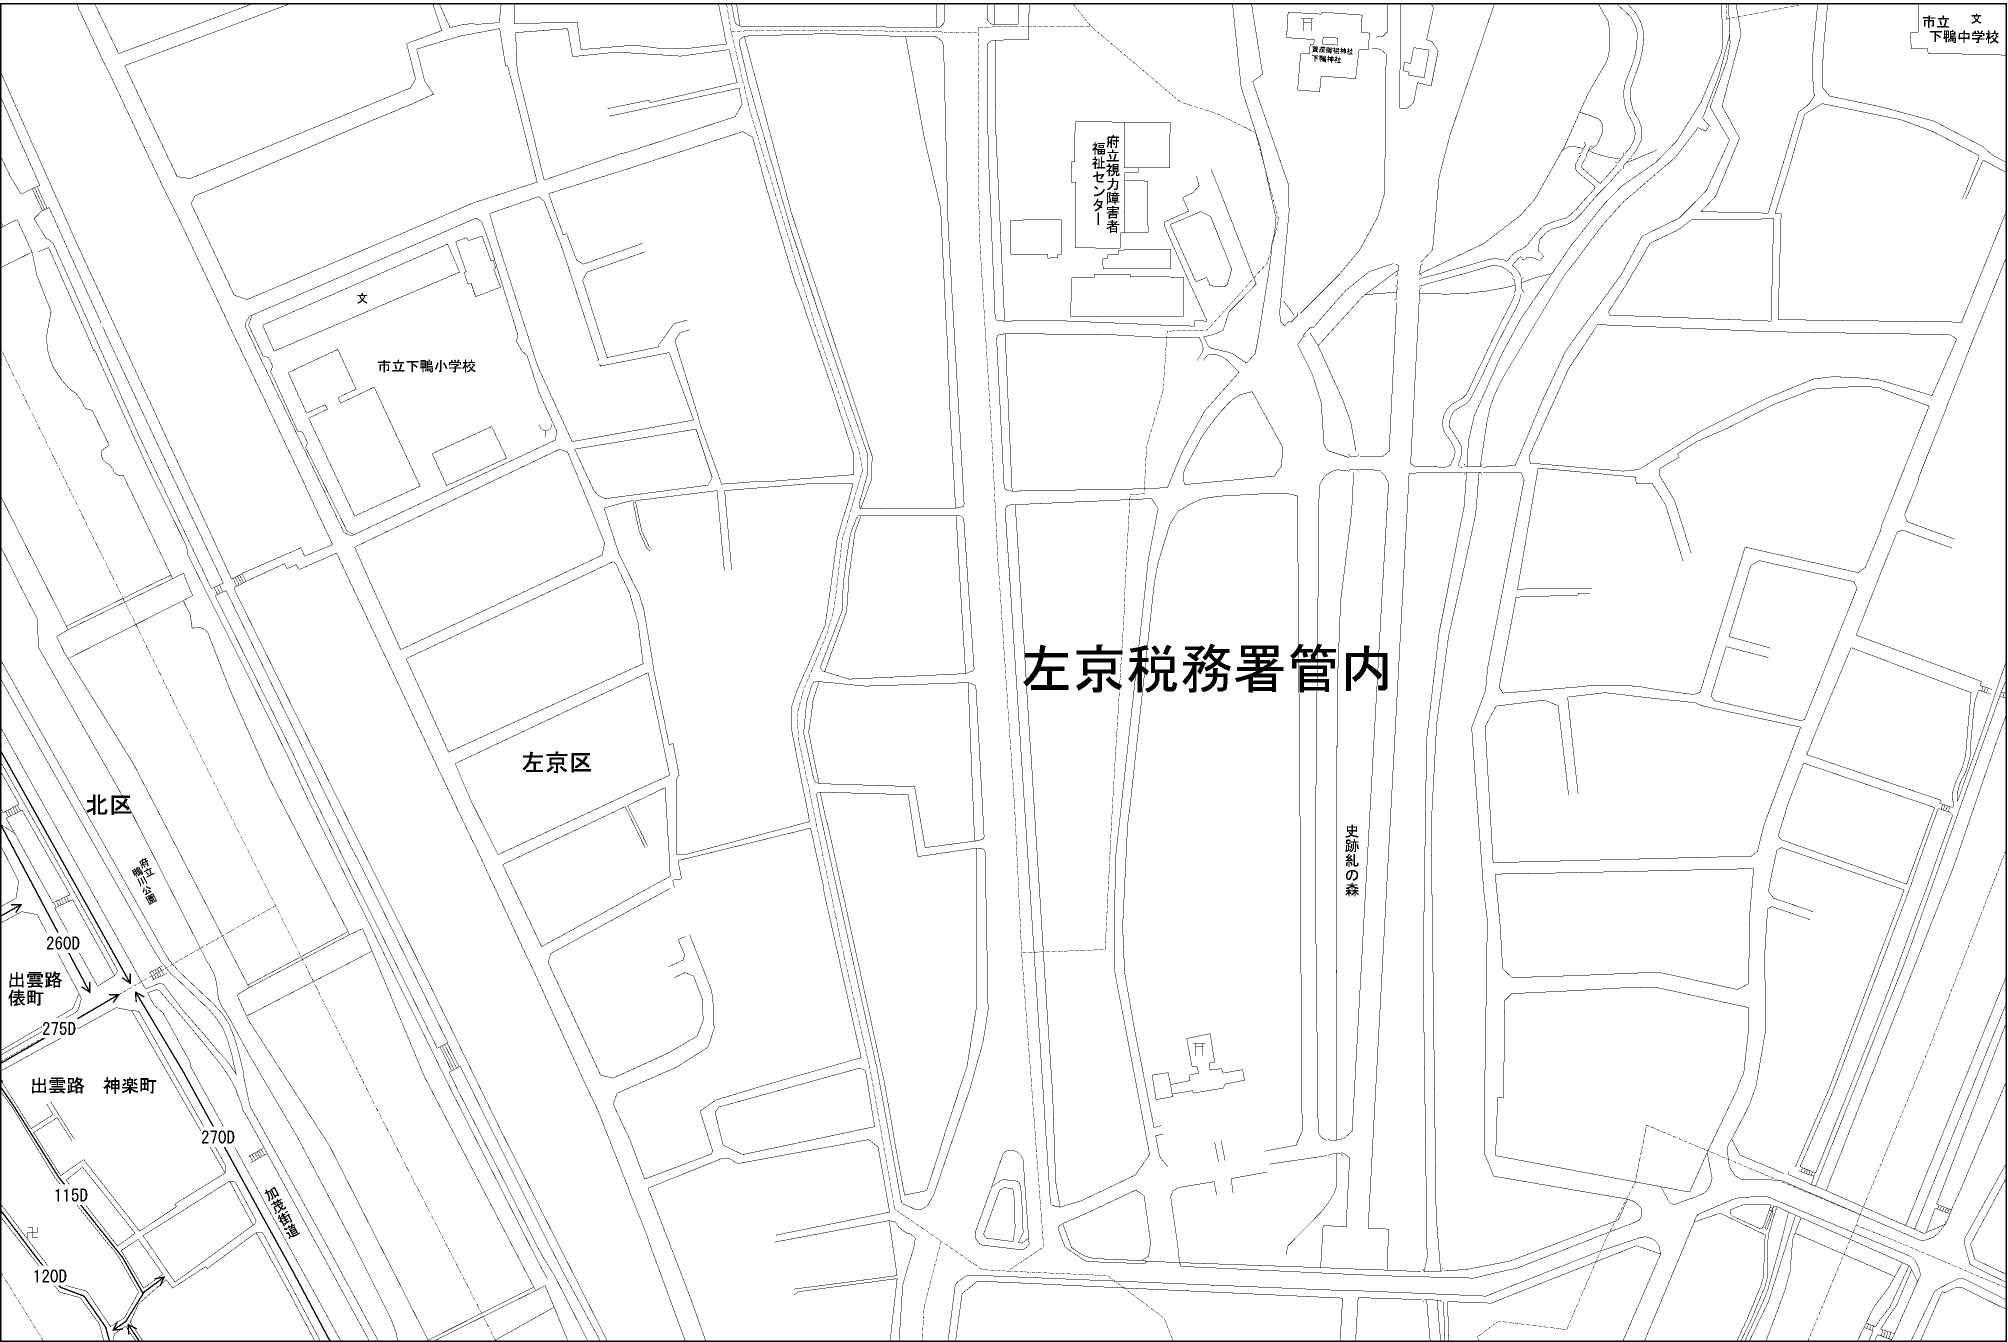 市立 文
下鴨中学校
賀茂御祖神社
下鴨神社
府立視力障害者
福祉センター
文
市立下鴨小学校
左京税務署管内
左京区
北区
府立
鴨川公園
史跡糺の森
260D
出雲路
俵町
275D
出雲路 神楽町
270D
115D
加茂街道
120D